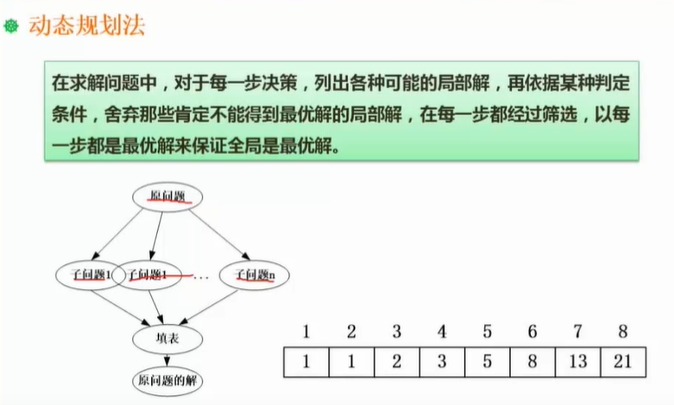 动态规划法
在求解问题中，对于每一步决策，列出各种可能的局部解，再依据某种判定
条件，舍弃那些肯定不能得到最优解的局部解，在每一步都经过筛选，以每
一步都是最优解来保证全局是最优解。
原问题
子问题1 子问题1 ... 子问题n
填表
原问题的解
1 2 3 4 5 6 7 8
1 1 2 3 5 8 13 21